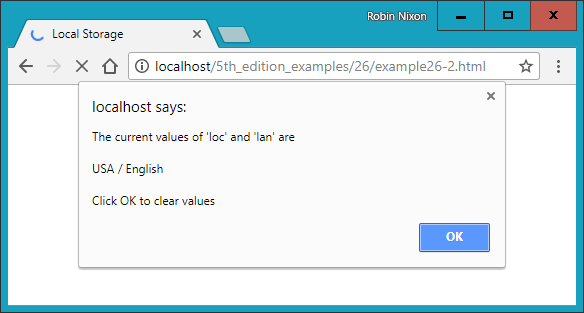 Robin Nixon
Local Storage
localhost/5th_edition_examples/26/example26-2.html
localhost says:
The current values of 'loc' and 'lan' are
USA / English
Click OK to clear values
OK